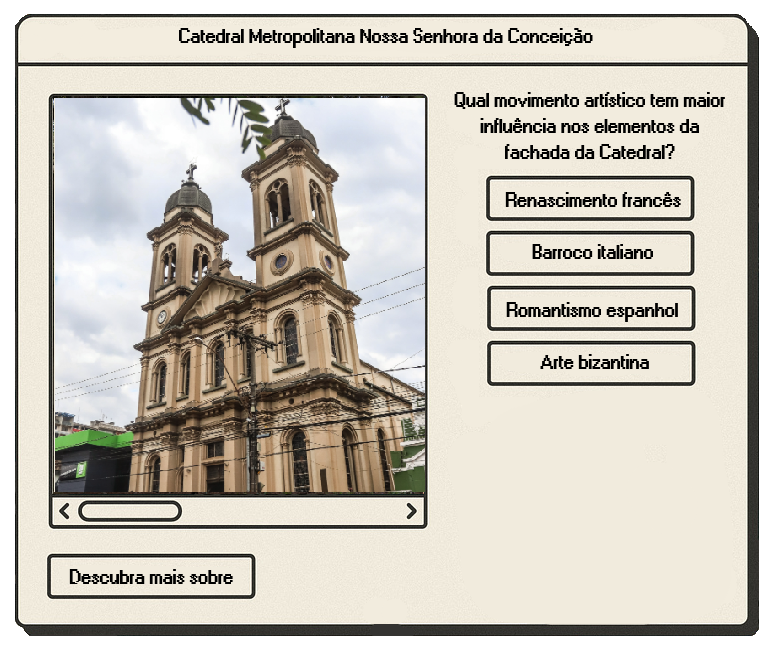 Catedral Metropolitana Nossa Senhora da Conceição
Qual movimento artístico tem maior
influência nos elementos da
fachada da Catedral?
Renascimento francês
Barroco italiano
Romantismo espanhol
Arte bizantina
Descubra mais sobre